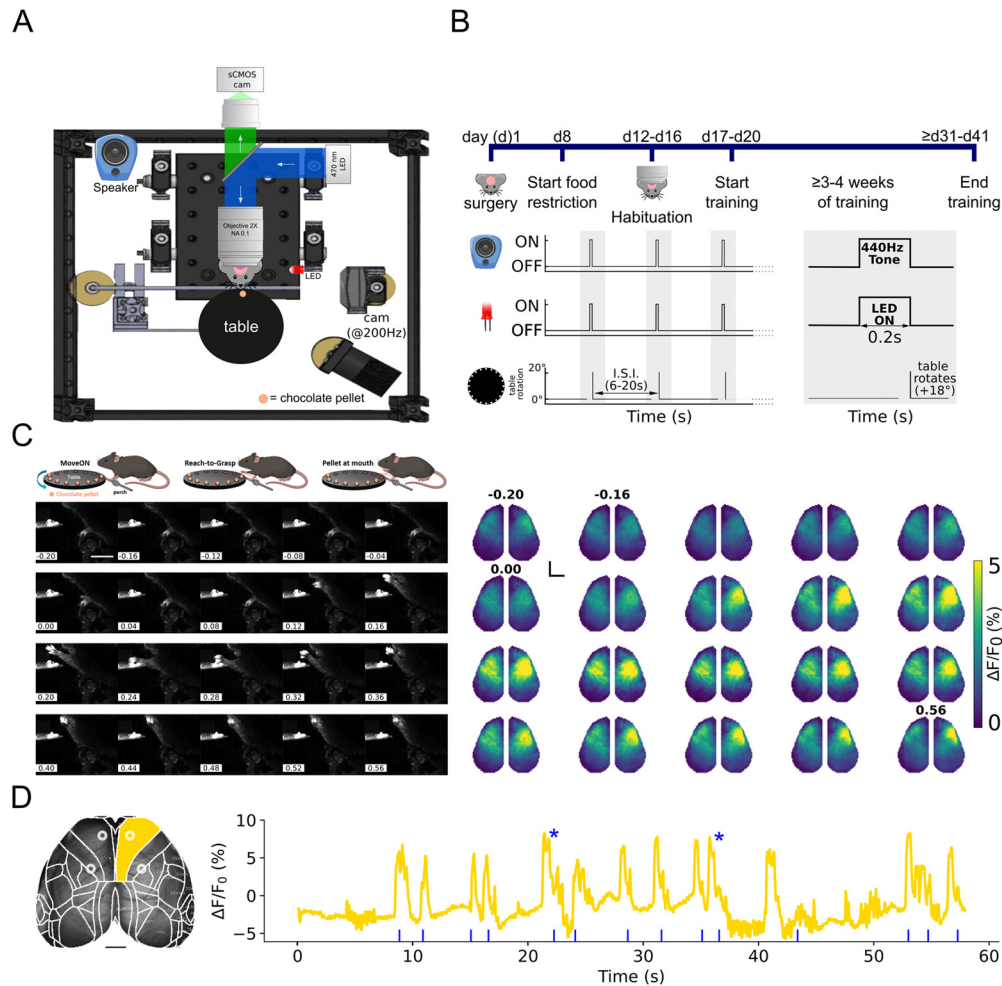 A
sCMOS
cam
Speaker
470 nm
LED
Objective 2X
NA 0.1
LED
table
cam
(@200Hz)
= chocolate pellet
B
day (d)1
d8
d12-d16
d17-d20
≥d31-d41
surgery
Start food
restriction
Habituation
Start
training
≥3-4 weeks
of training
End
training
ON
OFF
440Hz
Tone
ON
OFF
LED
ON
0.2s
table
rotation
20°
0°
I.S.I.
(6-20s)
table
rotates
(+18°)
Time (s)
Time (s)
C
MoveON
Table
Chocolate pellet
perch
Reach-to-Grasp
Pellet at mouth
-0.20
-0.16
-0.12
-0.08
-0.04
0.00
0.04
0.08
0.12
0.16
0.20
0.24
0.28
0.32
0.36
0.40
0.44
0.48
0.52
0.56
-0.20
-0.16
0.00
0.56
5
0
ΔF/F0 (%)
D
ΔF/F0 (%)
10
5
0
−5
*
*
0
10
20
30
40
50
60
Time (s)